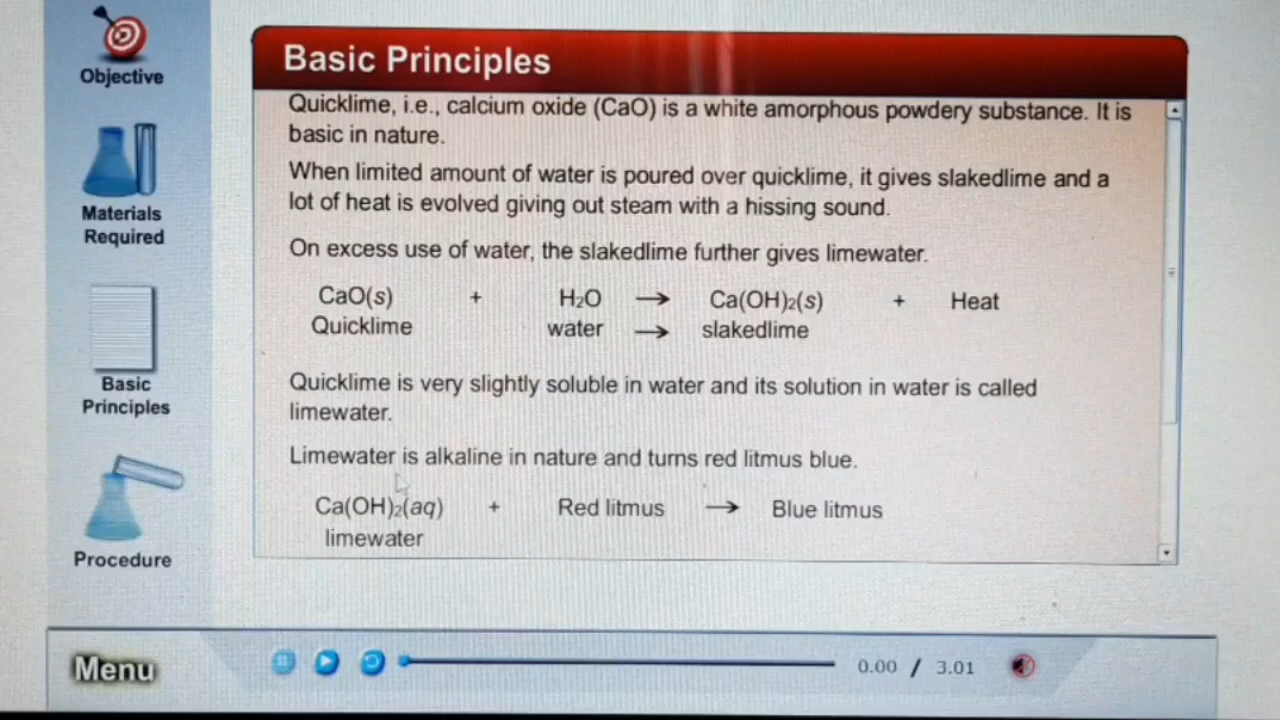 Objective
Materials
Required
Basic
Principles
Procedure
Basic Principles
Quicklime, i.e., calcium oxide (CaO) is a white amorphous powdery substance. It is
basic in nature.
When limited amount of water is poured over quicklime, it gives slakedlime and a
lot of heat is evolved giving out steam with a hissing sound.
On excess use of water, the slakedlime further gives limewater.
CaO(s) + H₂O → Ca(OH)₂(s) + Heat
Quicklime water → slakedlime
Quicklime is very slightly soluble in water and its solution in water is called
limewater.
Limewater is alkaline in nature and turns red litmus blue.
Ca(OH)₂(aq) + Red litmus → Blue litmus
limewater
Menu
0.00 / 3.01